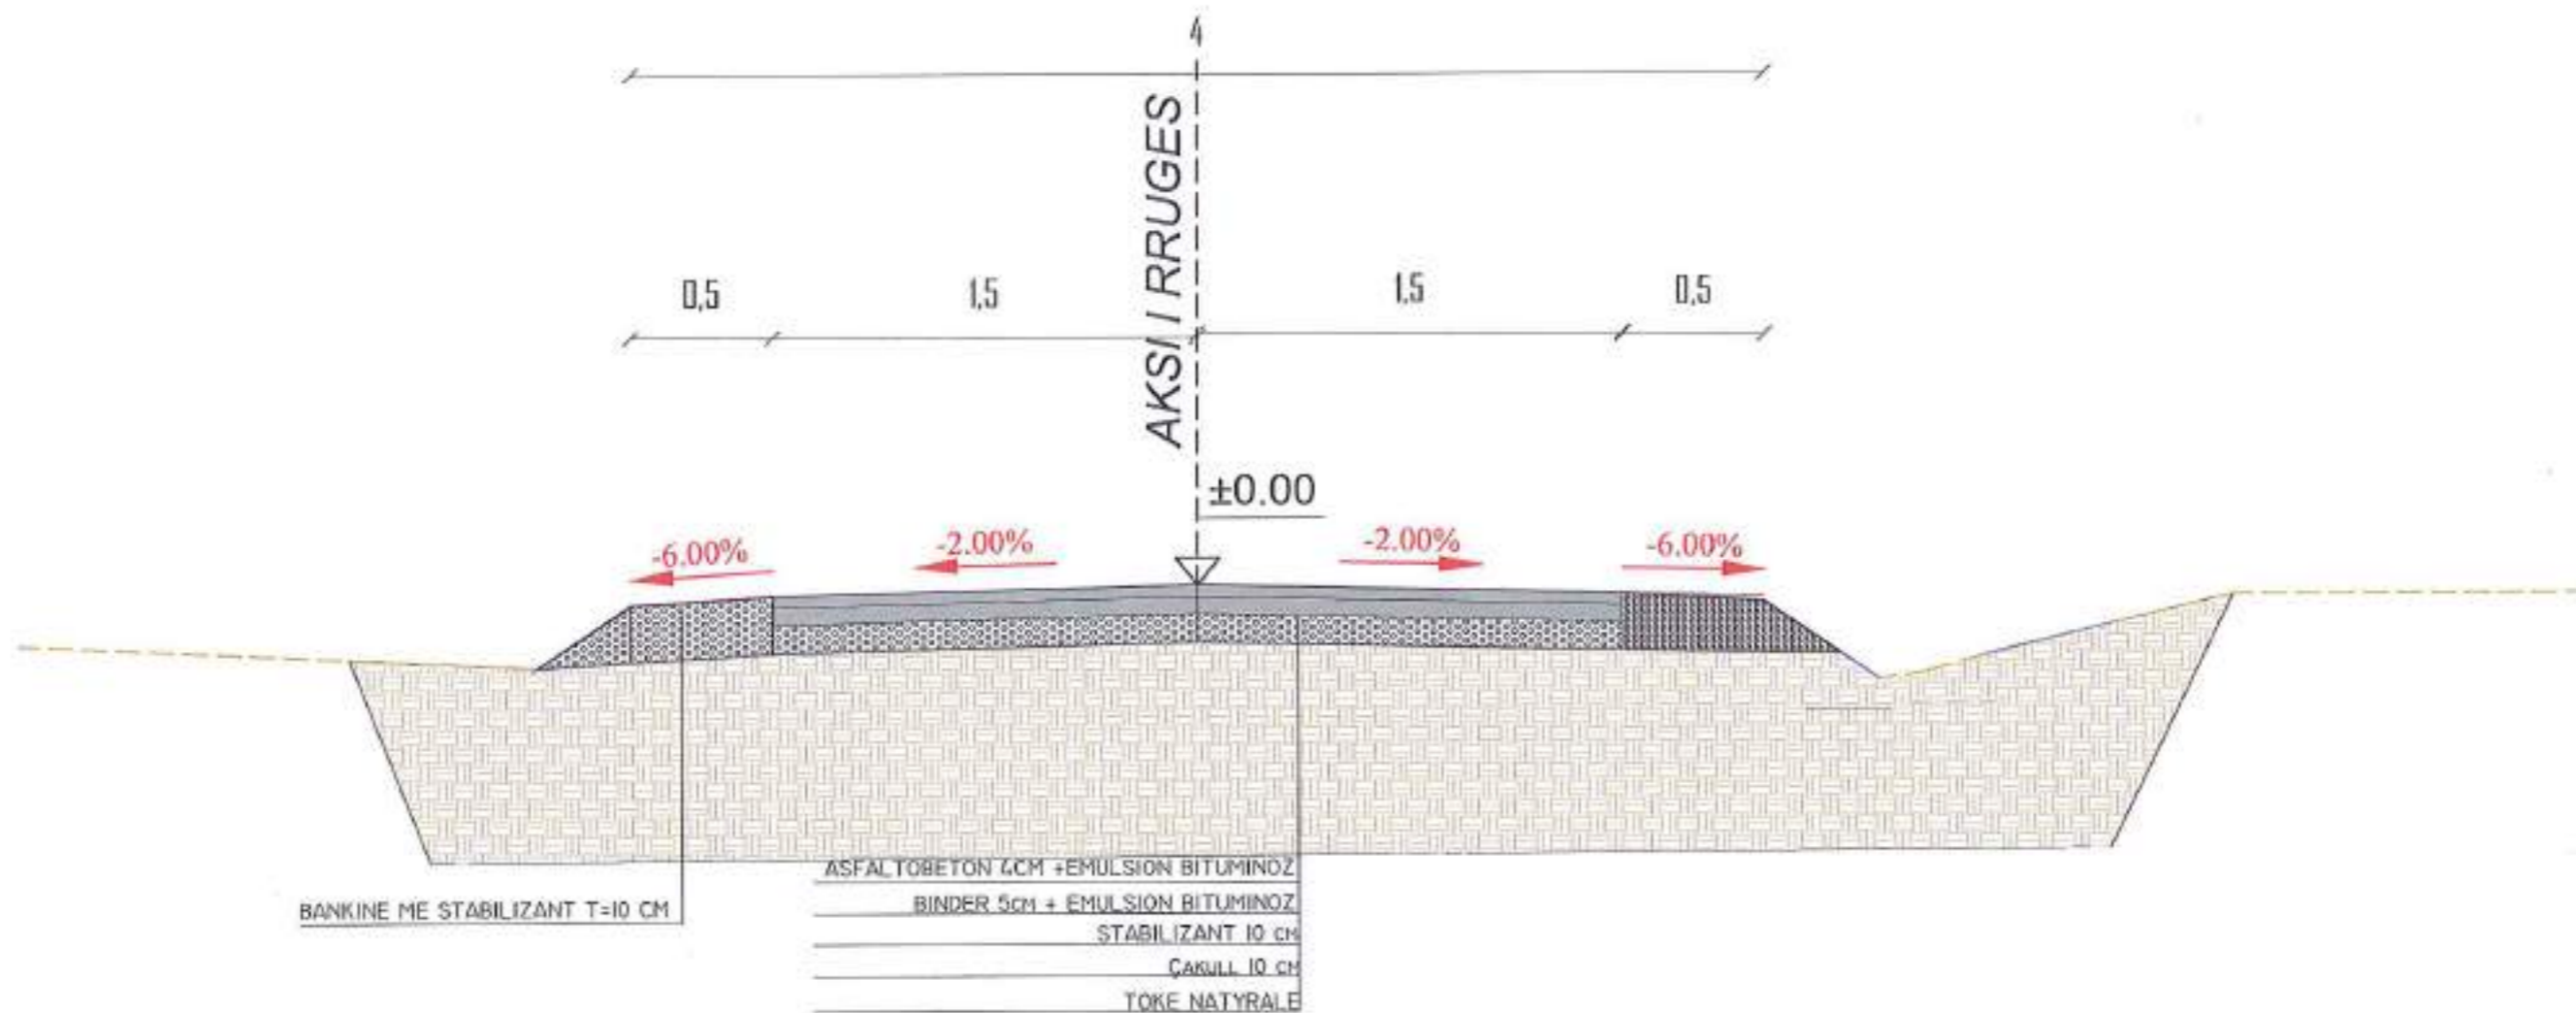 4
AKSI I RRUGES
0,5
1,5
1,5
0,5
±0.00
-6.00%
-2.00%
-2.00%
-6.00%
ASFALTOBETON 4CM +EMULSION BITUMINOZ
BINDER 5CM + EMULSION BITUMINOZ
BANKINE ME STABILIZANT T=10 CM
STABILIZANT 10 CM
ÇAKULL 10 CM
TOKE NATYRALE